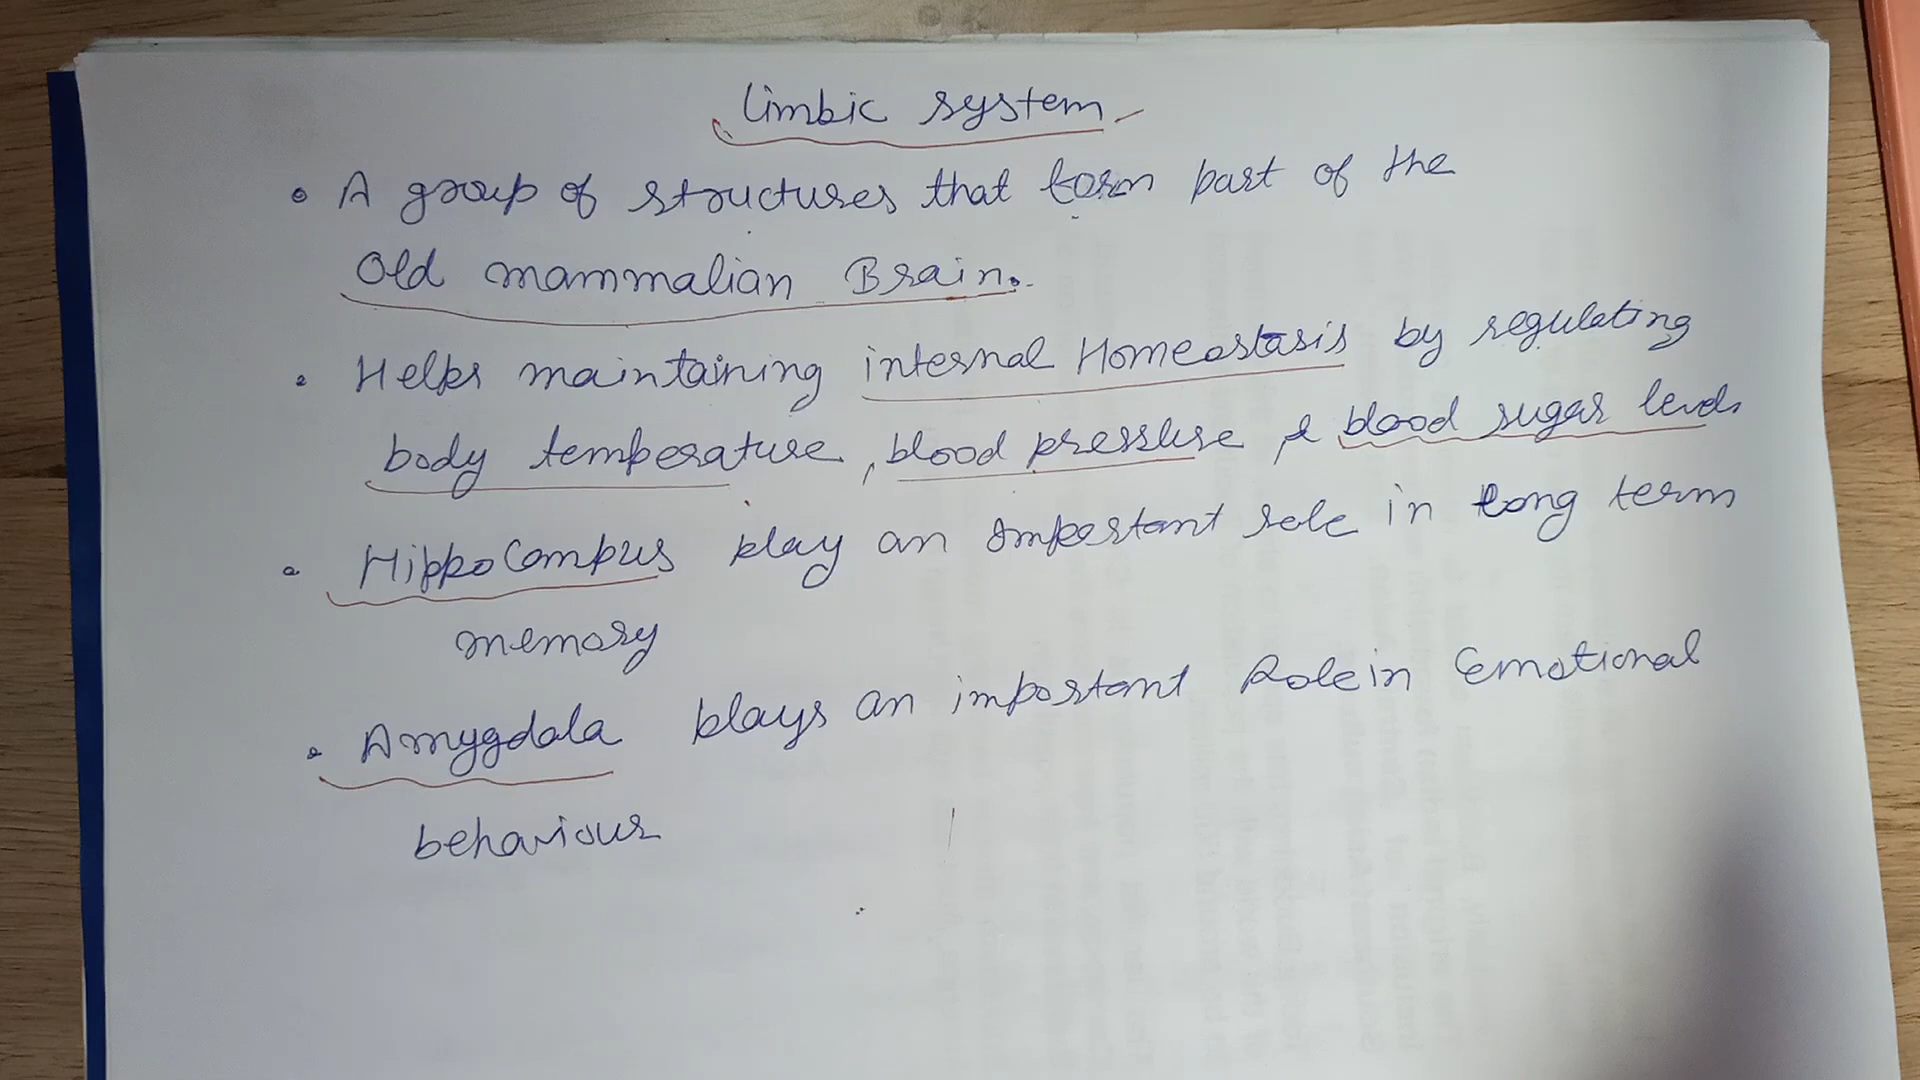 Limbic system
• A group of structures that form part of the
Old mammalian Brain.
• Helps maintaining internal Homeostasis by regulating
body temperature, blood pressure & blood sugar levels
• Hippocampus play an important role in long term
memory
• Amygdala plays an important Role in Emotional
behaviour